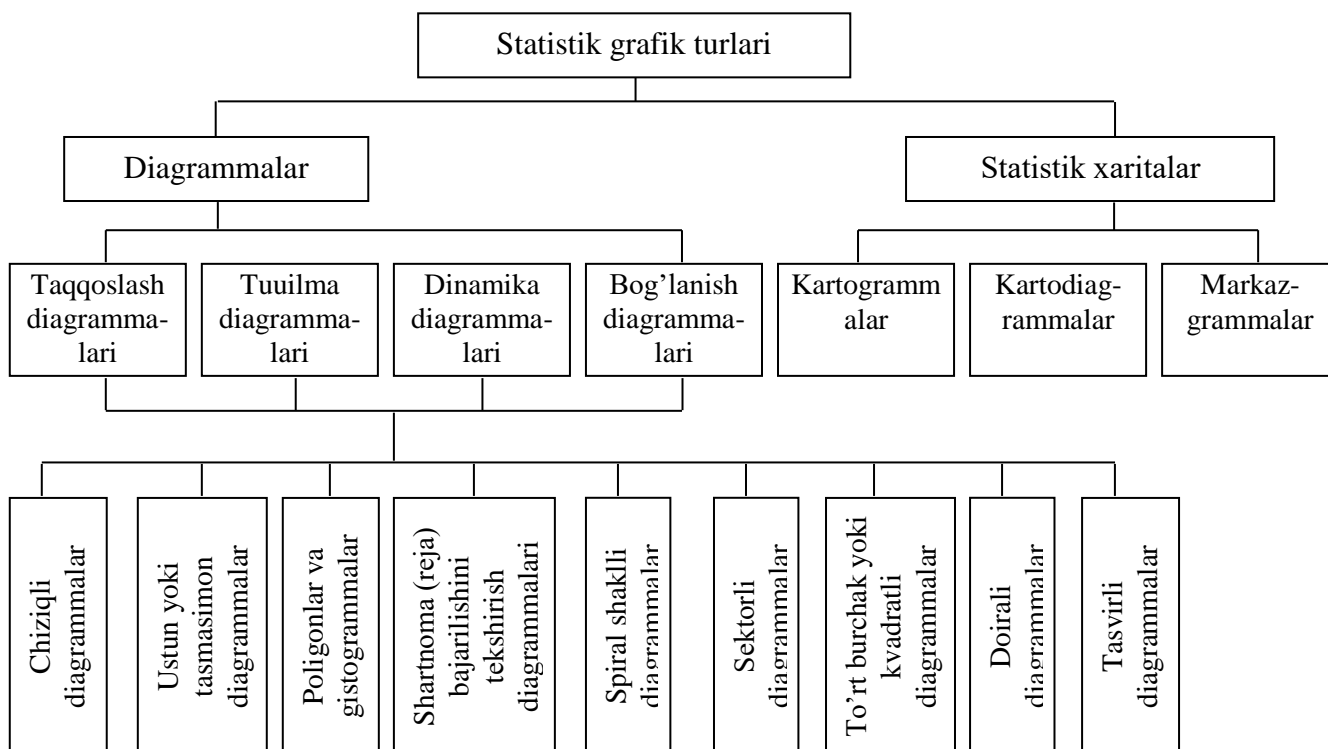 Statistik grafik turlari
Diagrammalar
Statistik xaritalar
Taqqoslash
diagramma-
lari
Tuuilma
diagramma-
lari
Dinamika
diagramma-
lari
Bog’lanish
diagramma-
lari
Kartogramm
alar
Kartodiag-
rammalar
Markaz-
grammalar
Chiziqli
diagrammalar
Ustun yoki
tasmasimon
diagrammalar
Poligonlar va
gistogrammalar
Shartnoma (reja)
bajarilishini
tekshirish
diagrammalari
Spiral shaklli
diagrammalar
Sektorli
diagrammalar
To’rt burchak yoki
kvadratli
diagrammalar
Doirali
diagrammalar
Tasvirli
diagrammalar